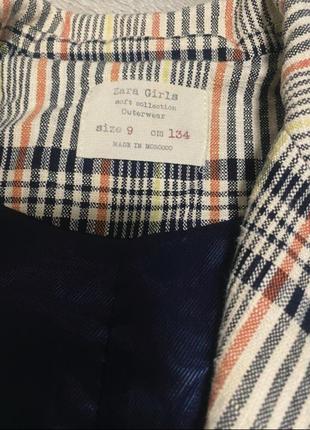 Zara Girls
soft collection
Outerwear
size 9 cm 134
MADE IN MOROCCO